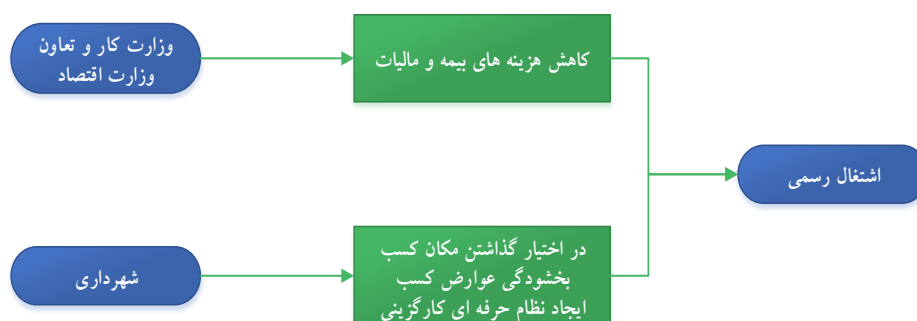 وزارت کار و تعاون
وزارت اقتصاد
کاهش هزینه های بیمه و مالیات
اشتغال رسمی
شهرداری
در اختیار گذاشتن مکان کسب
بخشودگی عوارض کسب
ایجاد نظام حرفه ای کارگزینی